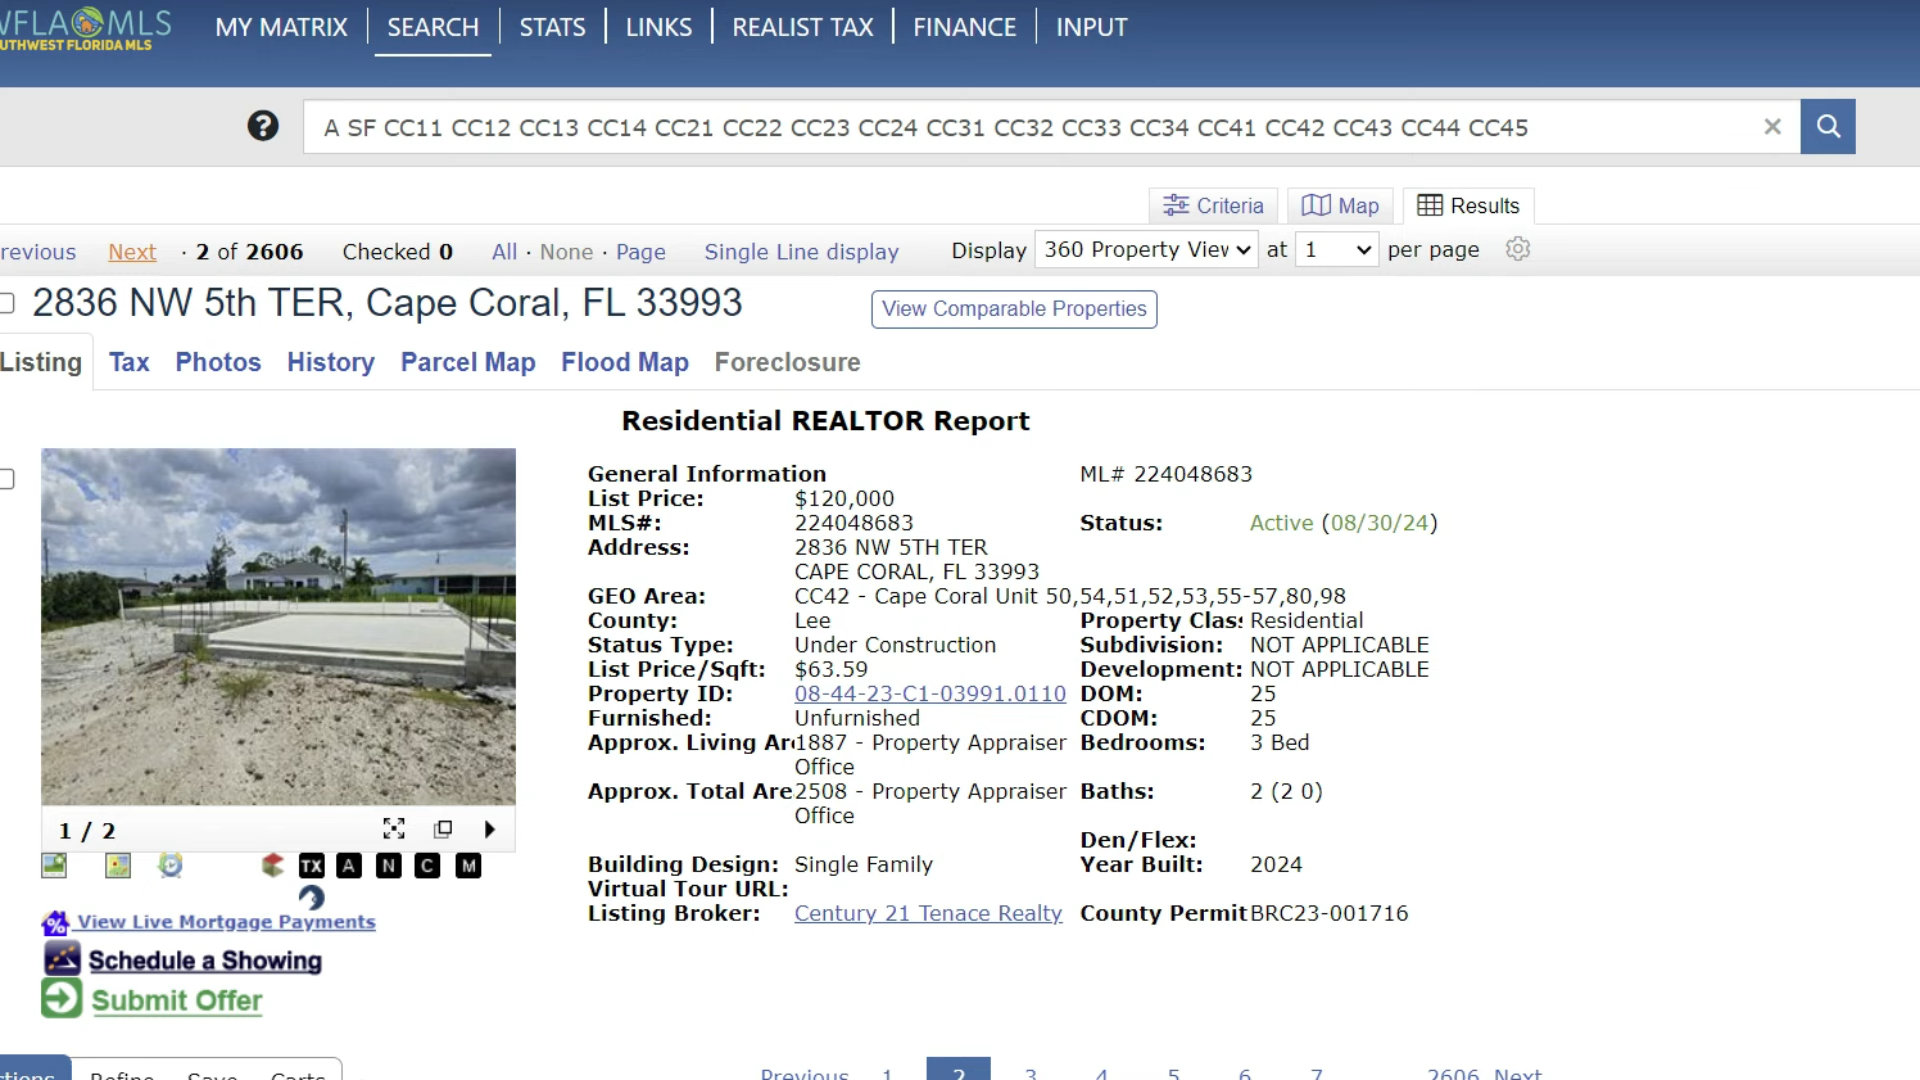 WFLA MLS
UTHWEST FLORIDA MLS
MY MATRIX SEARCH STATS LINKS REALIST TAX FINANCE INPUT
? A SF CC11 CC12 CC13 CC14 CC21 CC22 CC23 CC24 CC31 CC32 CC33 CC34 CC41 CC42 CC43 CC44 CC45
Criteria Map Results
revious Next · 2 of 2606 Checked 0 All · None · Page Single Line display Display 360 Property View at 1 per page
2836 NW 5th TER, Cape Coral, FL 33993 View Comparable Properties
Listing Tax Photos History Parcel Map Flood Map Foreclosure
Residential REALTOR Report
General Information ML# 224048683
List Price: $120,000
MLS#: 224048683 Status: Active (08/30/24)
Address: 2836 NW 5TH TER
CAPE CORAL, FL 33993
GEO Area: CC42 - Cape Coral Unit 50,54,51,52,53,55-57,80,98
County: Lee Property Class Residential
Status Type: Under Construction Subdivision: NOT APPLICABLE
List Price/Sqft: $63.59 Development: NOT APPLICABLE
Property ID: 08-44-23-C1-03991.0110 DOM: 25
Furnished: Unfurnished CDOM: 25
Approx. Living Are 1887 - Property Appraiser Bedrooms: 3 Bed
Office
Approx. Total Are 2508 - Property Appraiser Baths: 2 (2 0)
Office
Den/Flex:
Building Design: Single Family Year Built: 2024
Virtual Tour URL:
Listing Broker: Century 21 Tenace Realty County Permit BRC23-001716
1 / 2
TX A N C M
% View Live Mortgage Payments
Schedule a Showing
Submit Offer
ctions Refine Save Carts
Previous 1 2 3 4 5 6 7 ... 2606 Next